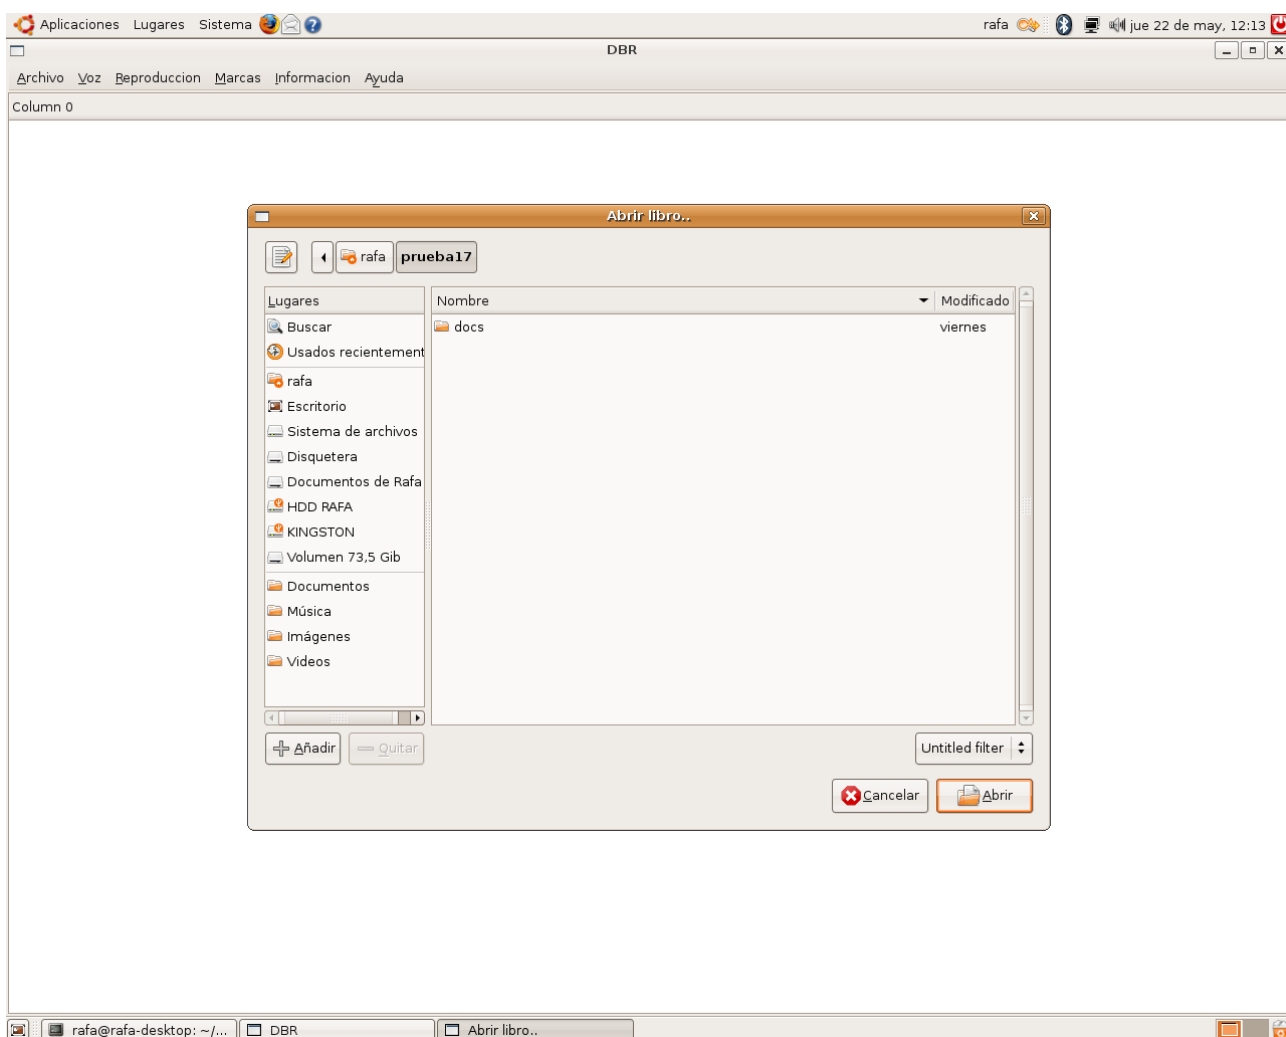 Aplicaciones Lugares Sistema rafa jue 22 de may, 12:13
DBR
Archivo Voz Reproduccion Marcas Informacion Ayuda
Column 0
Abrir libro..
rafa prueba17
Lugares Nombre Modificado
Buscar docs viernes
Usados recientement
rafa
Escritorio
Sistema de archivos
Disquetera
Documentos de Rafa
HDD RAFA
KINGSTON
Volumen 73,5 Gib
Documentos
Música
Imágenes
Videos
Añadir Quitar Untitled filter
Cancelar Abrir
rafa@rafa-desktop: ~/... DBR Abrir libro..